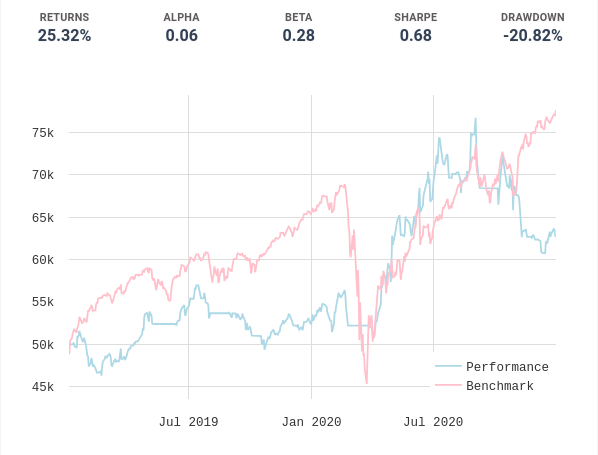 RETURNS ALPHA BETA SHARPE DRAWDOWN
25.32% 0.06 0.28 0.68 -20.82%
75k
70k
65k
60k
55k
50k
45k
Performance
Benchmark
Jul 2019 Jan 2020 Jul 2020